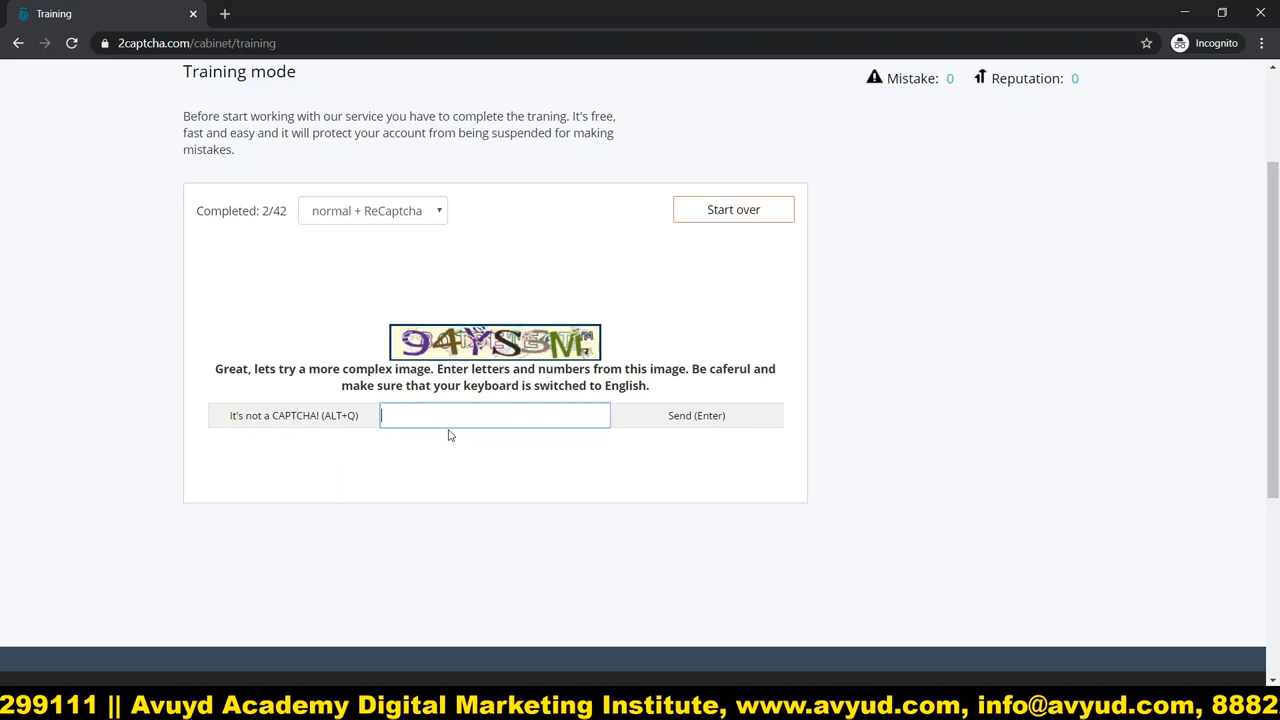 Training
2captcha.com/cabinet/training
Incognito
Training mode
Mistake: 0
Reputation: 0
Before start working with our service you have to complete the traning. It's free,
fast and easy and it will protect your account from being suspended for making
mistakes.
Completed: 2/42
normal + ReCaptcha
Start over
Great, lets try a more complex image. Enter letters and numbers from this image. Be caferul and
make sure that your keyboard is switched to English.
It's not a CAPTCHA! (ALT+Q)
Send (Enter)
299111 || Avuyd Academy Digital Marketing Institute, www.avyud.com, info@avyud.com, 8882